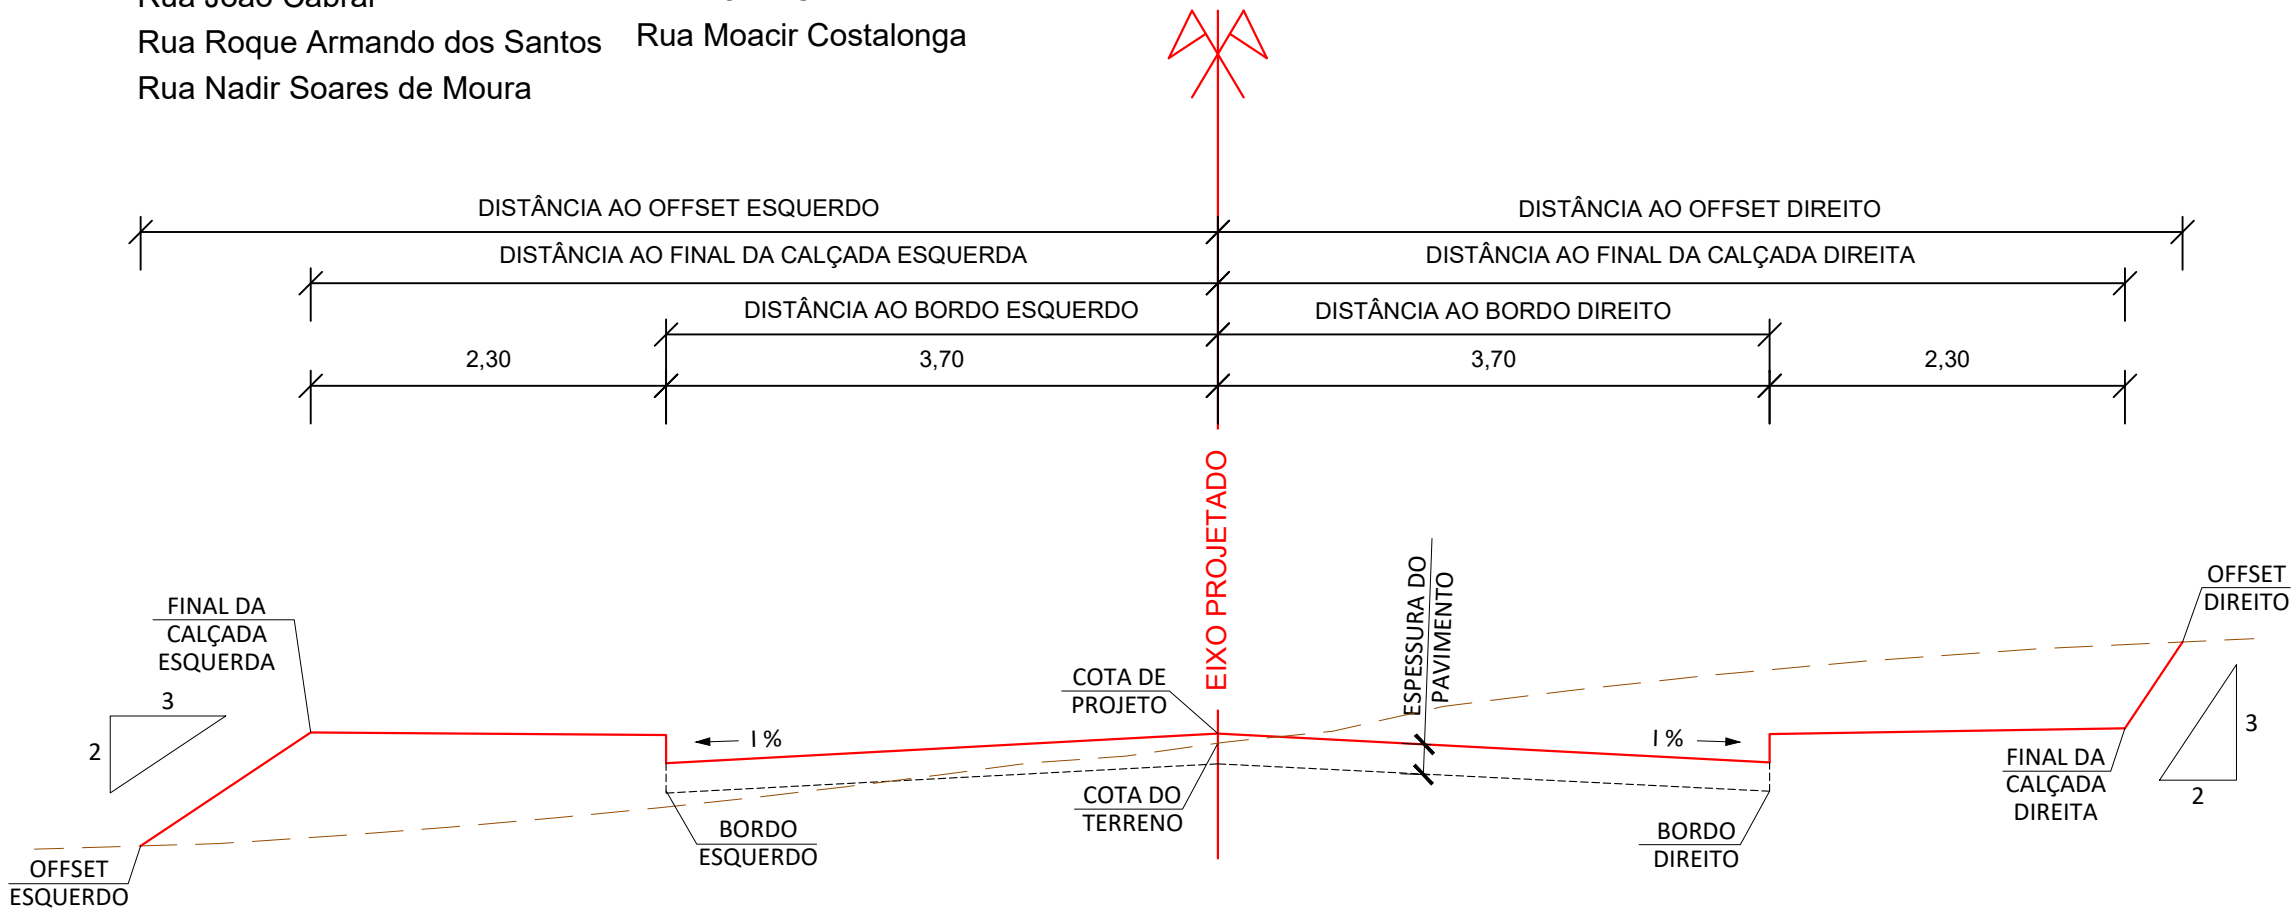 Rua João Cabral
Rua Roque Armando dos Santos
Rua Moacir Costalonga
Rua Nadir Soares de Moura
DISTÂNCIA AO OFFSET ESQUERDO
DISTÂNCIA AO OFFSET DIREITO
DISTÂNCIA AO FINAL DA CALÇADA ESQUERDA
DISTÂNCIA AO FINAL DA CALÇADA DIREITA
DISTÂNCIA AO BORDO ESQUERDO
DISTÂNCIA AO BORDO DIREITO
2,30
3,70
3,70
2,30
EIXO PROJETADO
ESPESSURA DO
PAVIMENTO
OFFSET
DIREITO
FINAL DA
CALÇADA
ESQUERDA
3
2
COTA DE
PROJETO
I %
I %
3
2
FINAL DA
CALÇADA
DIREITA
COTA DO
TERRENO
BORDO
ESQUERDO
BORDO
DIREITO
OFFSET
ESQUERDO